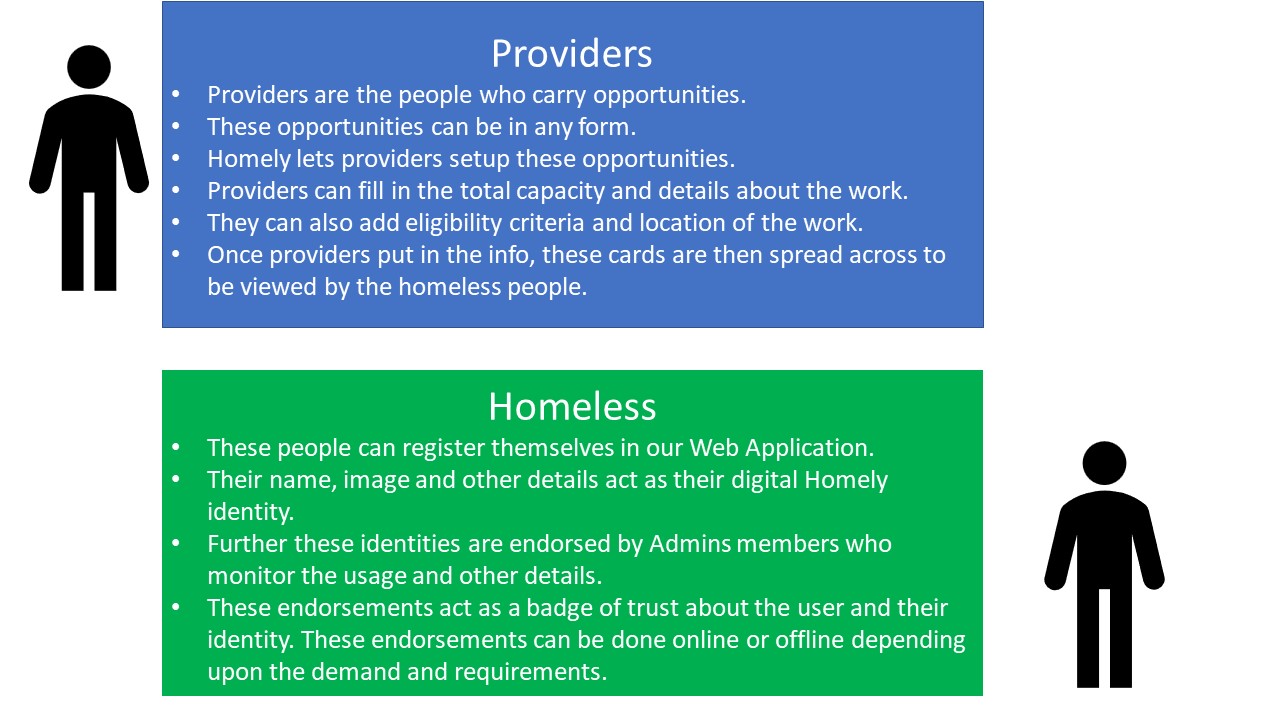 Providers
• Providers are the people who carry opportunities.
• These opportunities can be in any form.
• Homely lets providers setup these opportunities.
• Providers can fill in the total capacity and details about the work.
• They can also add eligibility criteria and location of the work.
• Once providers put in the info, these cards are then spread across to
be viewed by the homeless people.
Homeless
• These people can register themselves in our Web Application.
• Their name, image and other details act as their digital Homely
identity.
• Further these identities are endorsed by Admins members who
monitor the usage and other details.
• These endorsements act as a badge of trust about the user and their
identity. These endorsements can be done online or offline depending
upon the demand and requirements.